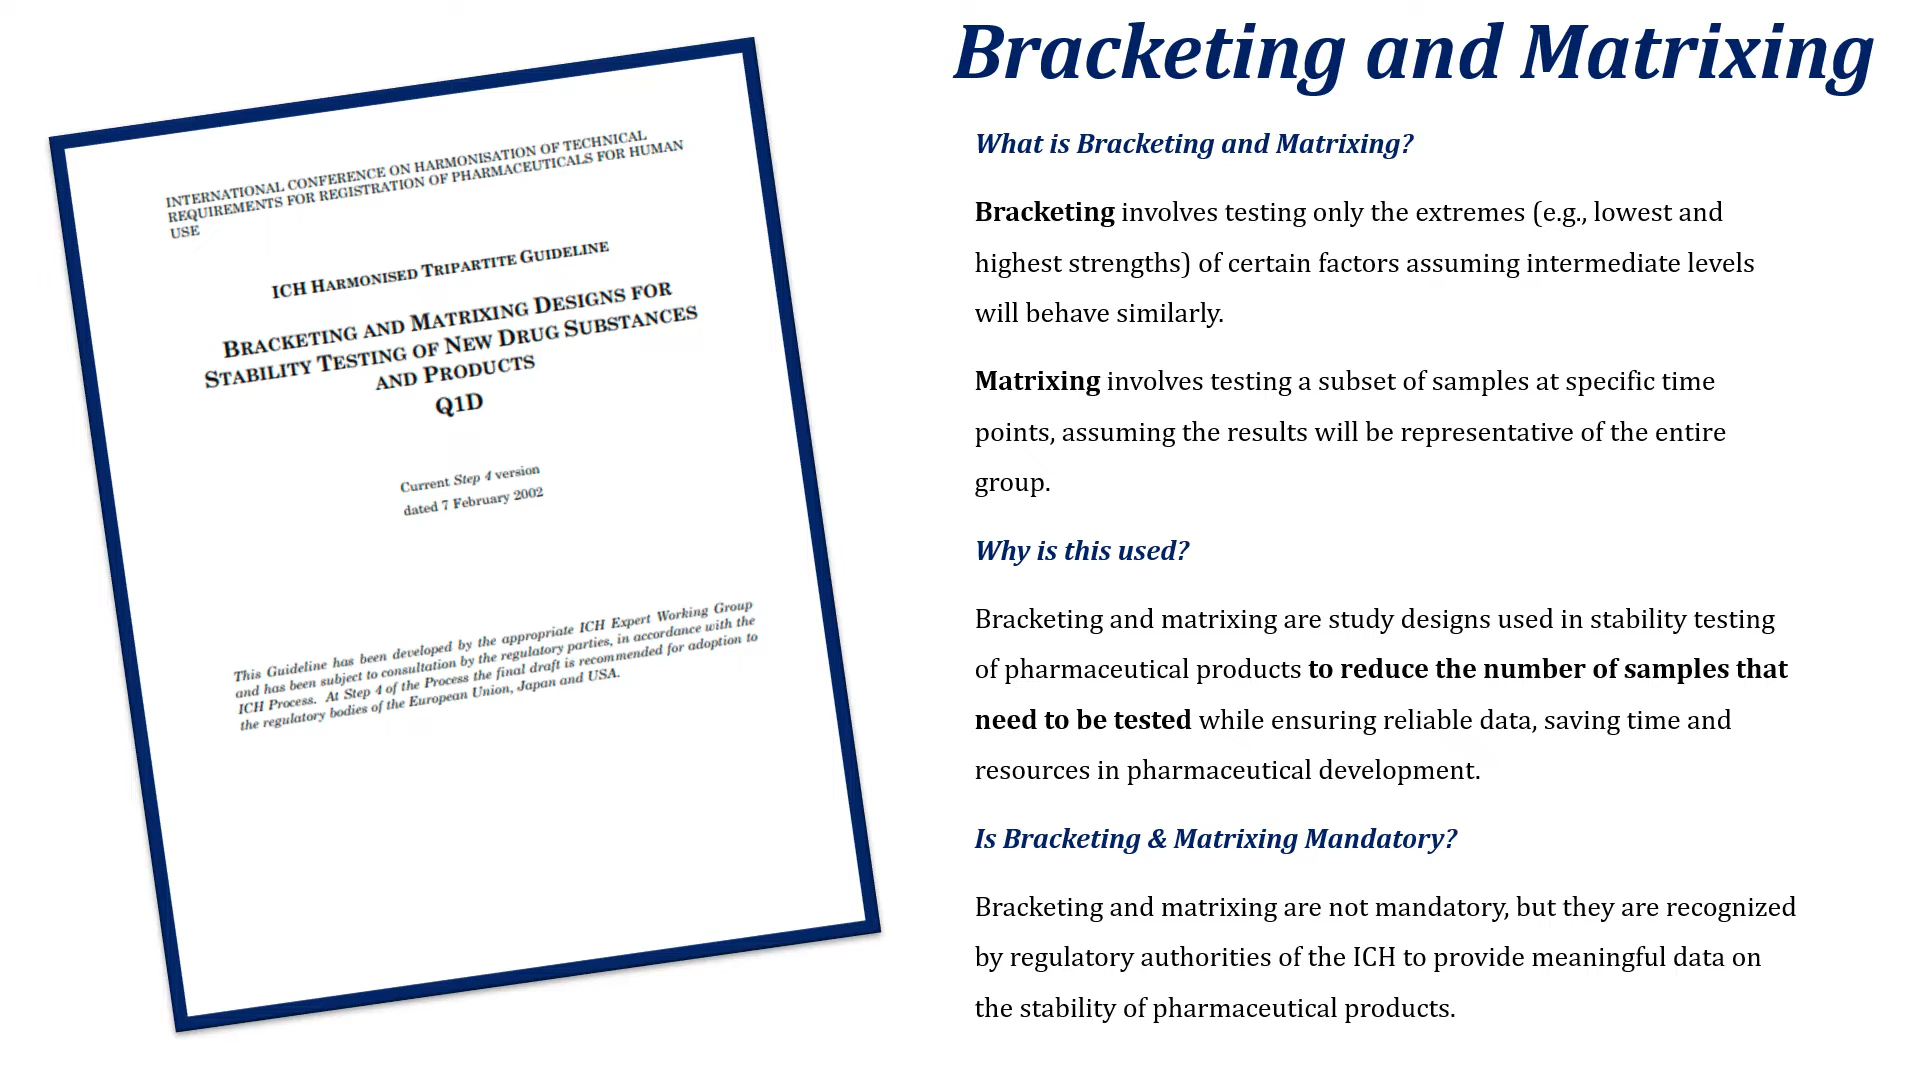 INTERNATIONAL CONFERENCE ON HARMONISATION OF TECHNICAL
REQUIREMENTS FOR REGISTRATION OF PHARMACEUTICALS FOR HUMAN
USE
ICH HARMONISED TRIPARTITE GUIDELINE
BRACKETING AND MATRIXING DESIGNS FOR
STABILITY TESTING OF NEW DRUG SUBSTANCES
AND PRODUCTS
Q1D
Current Step 4 version
dated 7 February 2002
This Guideline has been developed by the appropriate ICH Expert Working Group
and has been subject to consultation by the regulatory parties, in accordance with the
ICH Process. At Step 4 of the Process the final draft is recommended for adoption to
the regulatory bodies of the European Union, Japan and USA.
Bracketing and Matrixing
What is Bracketing and Matrixing?
Bracketing involves testing only the extremes (e.g., lowest and
highest strengths) of certain factors assuming intermediate levels
will behave similarly.
Matrixing involves testing a subset of samples at specific time
points, assuming the results will be representative of the entire
group.
Why is this used?
Bracketing and matrixing are study designs used in stability testing
of pharmaceutical products to reduce the number of samples that
need to be tested while ensuring reliable data, saving time and
resources in pharmaceutical development.
Is Bracketing & Matrixing Mandatory?
Bracketing and matrixing are not mandatory, but they are recognized
by regulatory authorities of the ICH to provide meaningful data on
the stability of pharmaceutical products.